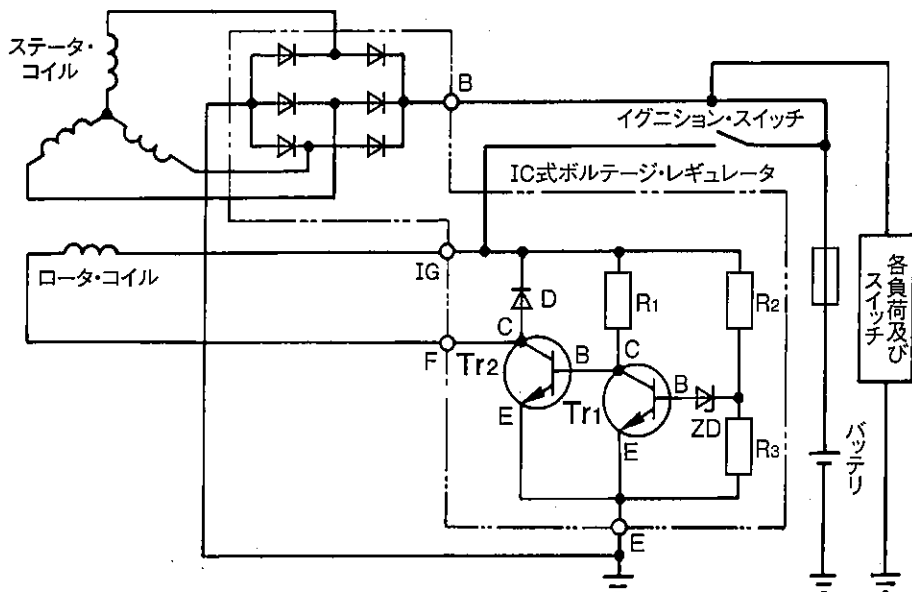 ステータ・
コイル
B
イグニション・スイッチ
IC式ボルテージ・レギュレータ
IG
ロータ・コイル
D
R1
R2
各負荷及び
スイッチ
C
F
Tr2
B
C
E
Tr1
B
ZD
E
R3
バッテリ
E